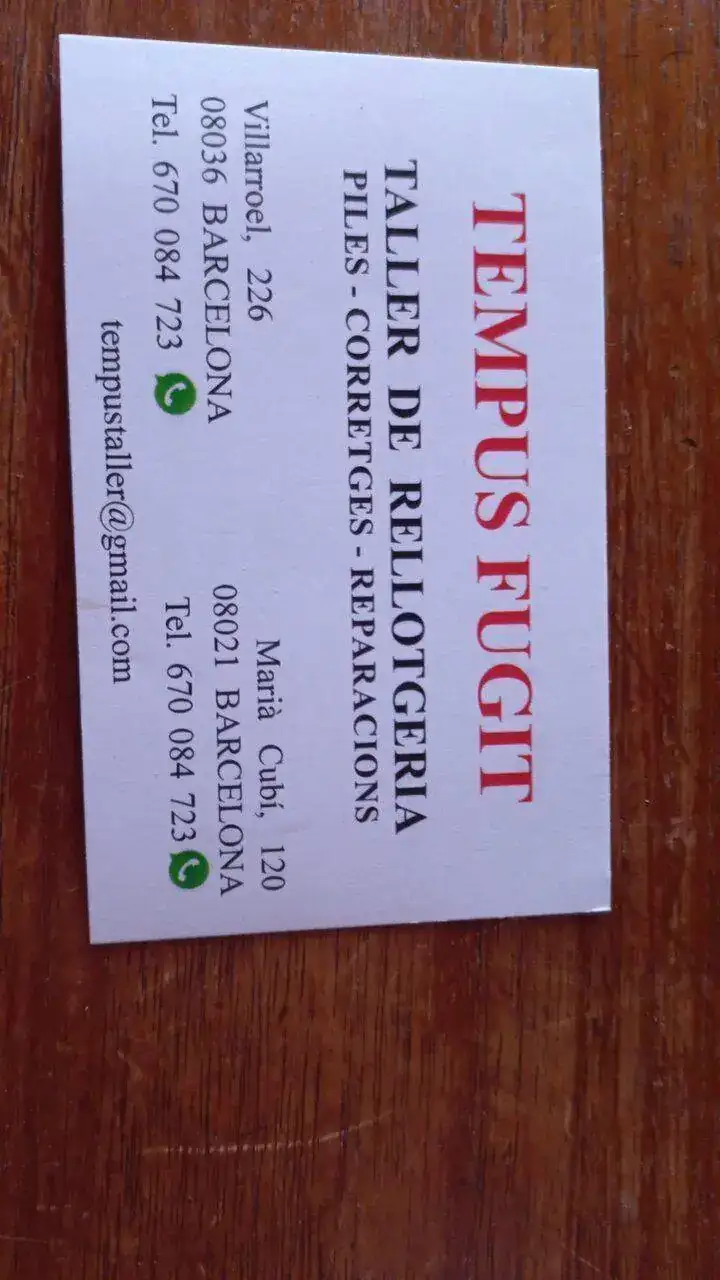 TEMPUS FUGIT
TALLER DE RELLOTGERIA
PILES - CORRETGES - REPARACIONS
Villarroel, 226
08036 BARCELONA
Tel. 670 084 723
Marià Cubí, 120
08021 BARCELONA
Tel. 670 084 723
tempustaller@gmail.com